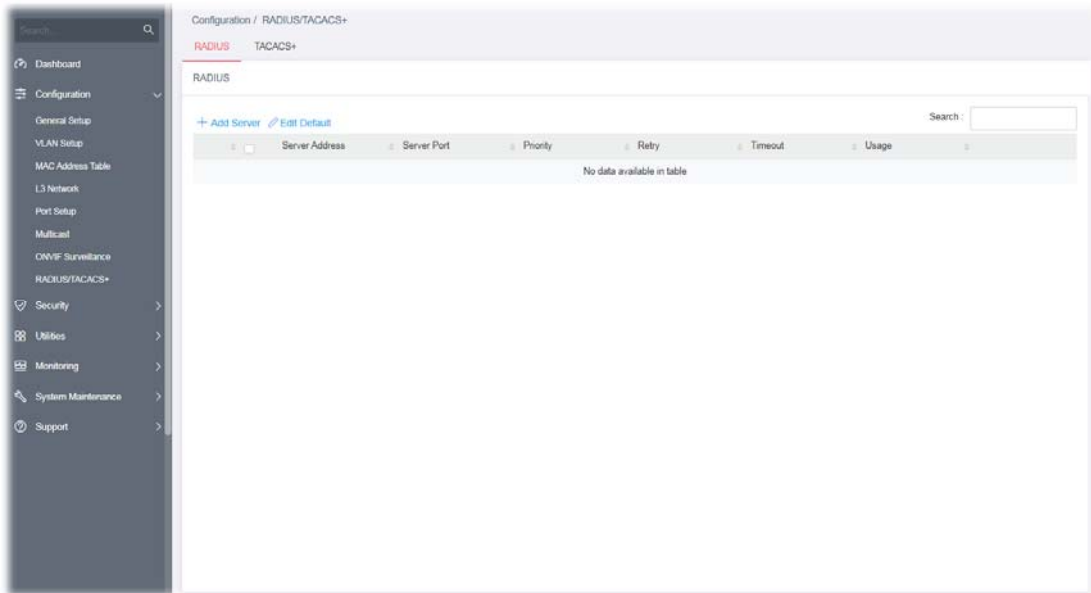 Search...
Dashboard
Configuration
General Setup
VLAN Setup
MAC Address Table
L3 Network
Port Setup
Multicast
ONVIF Surveillance
RADIUS/TACACS+
Security
Utilities
Monitoring
System Maintenance
Support
Configuration / RADIUS/TACACS+
RADIUS TACACS+
RADIUS
Add Server Edit Default Search :
Server Address Server Port Priority Retry Timeout Usage
No data available in table